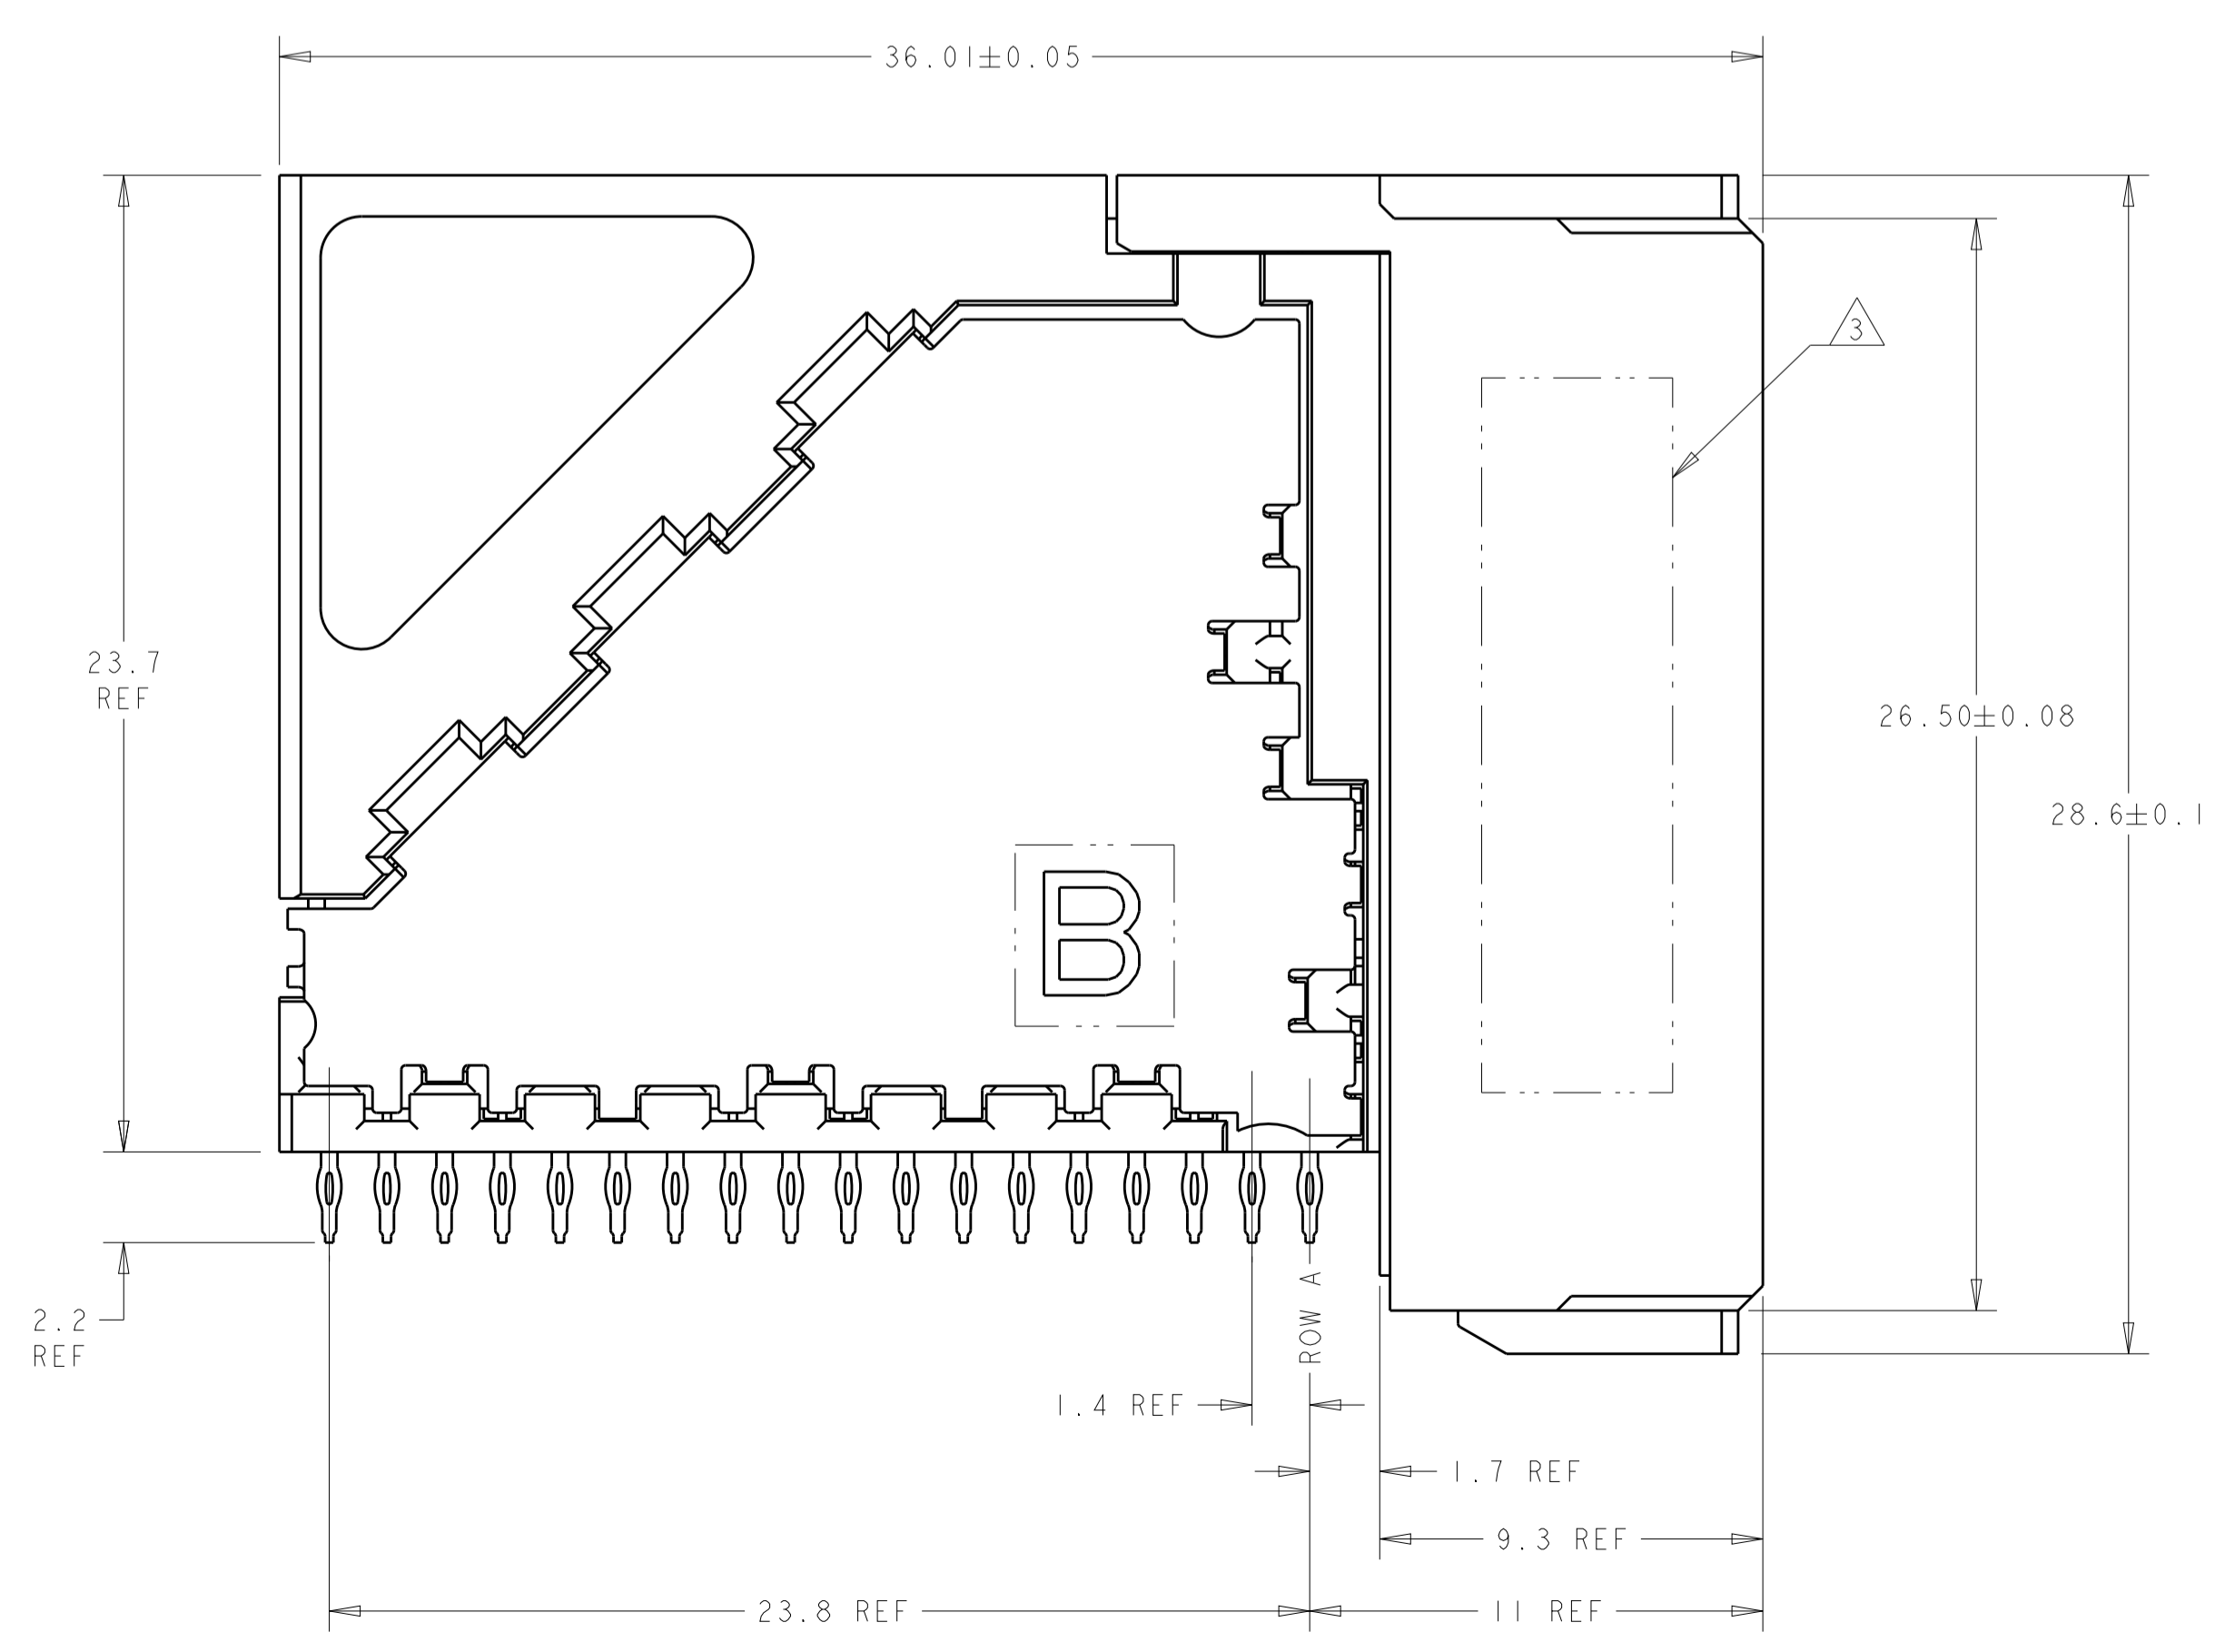 36.01±0.05
3
23.7
REF
26.50±0.08
28.6±0.1
B
2.2
REF
ROW A
1.4 REF
1.7 REF
9.3 REF
23.8 REF
11 REF